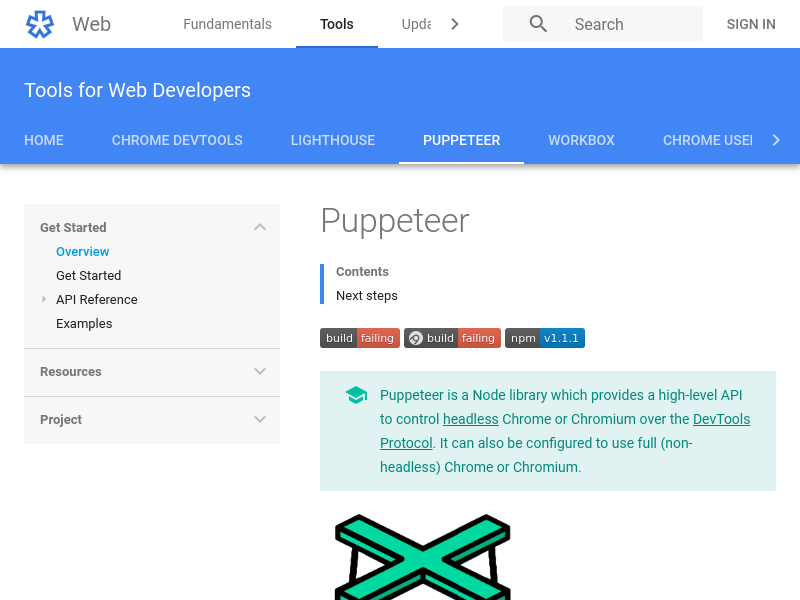 Web
Fundamentals
Tools
Upda
Search
SIGN IN
Tools for Web Developers
HOME
CHROME DEVTOOLS
LIGHTHOUSE
PUPPETEER
WORKBOX
CHROME USE
Get Started
Overview
Get Started
API Reference
Examples
Resources
Project
Puppeteer
Contents
Next steps
build failing
build failing
npm v1.1.1
Puppeteer is a Node library which provides a high-level API
to control headless Chrome or Chromium over the DevTools
Protocol. It can also be configured to use full (non-
headless) Chrome or Chromium.